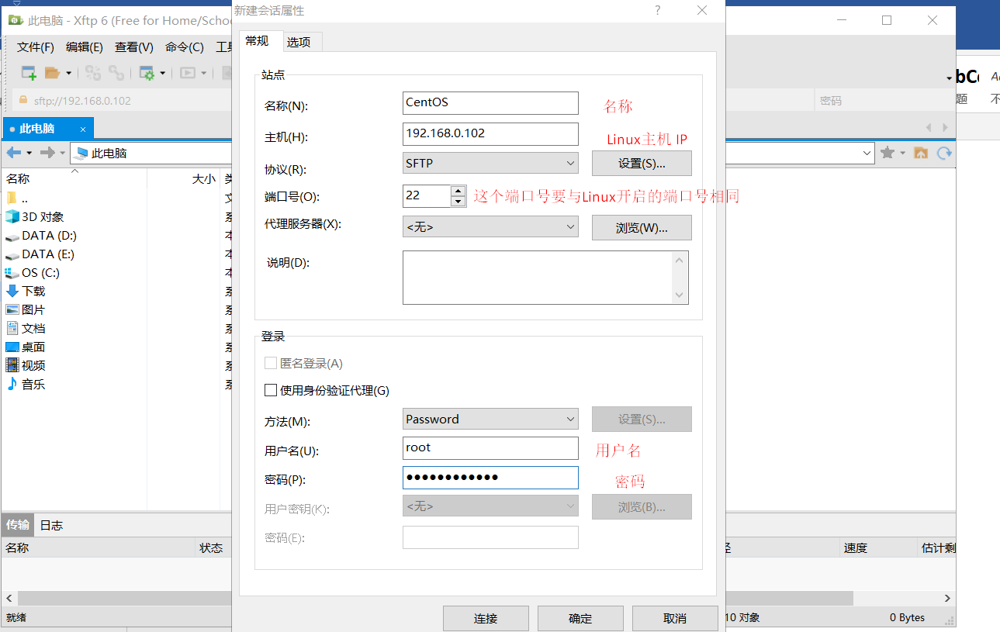 此电脑 - Xftp 6 (Free for Home/Schoo
新建会话属性
文件(F) 编辑(E) 查看(V) 命令(C) 工具
sftp://192.168.0.102
密码
此电脑
此电脑
名称 大小
..
3D 对象
DATA (D:)
DATA (E:)
OS (C:)
下载
图片
文档
桌面
视频
音乐
传输 日志
名称 状态
就绪
常规 选项
站点
名称(N): CentOS 名称
主机(H): 192.168.0.102 Linux主机 IP
协议(R): SFTP 设置(S)...
端口号(O): 22 这个端口号要与Linux开启的端口号相同
代理服务器(X): <无> 浏览(W)...
说明(D):
登录
匿名登录(A)
使用身份验证代理(G)
方法(M): Password 设置(S)...
用户名(U): root 用户名
密码(P): ●●●●●●●●●●●● 密码
用户密钥(K): <无> 浏览(B)...
密码(E):
连接 确定 取消
速度 估计剩
10 对象 0 Bytes
题 不